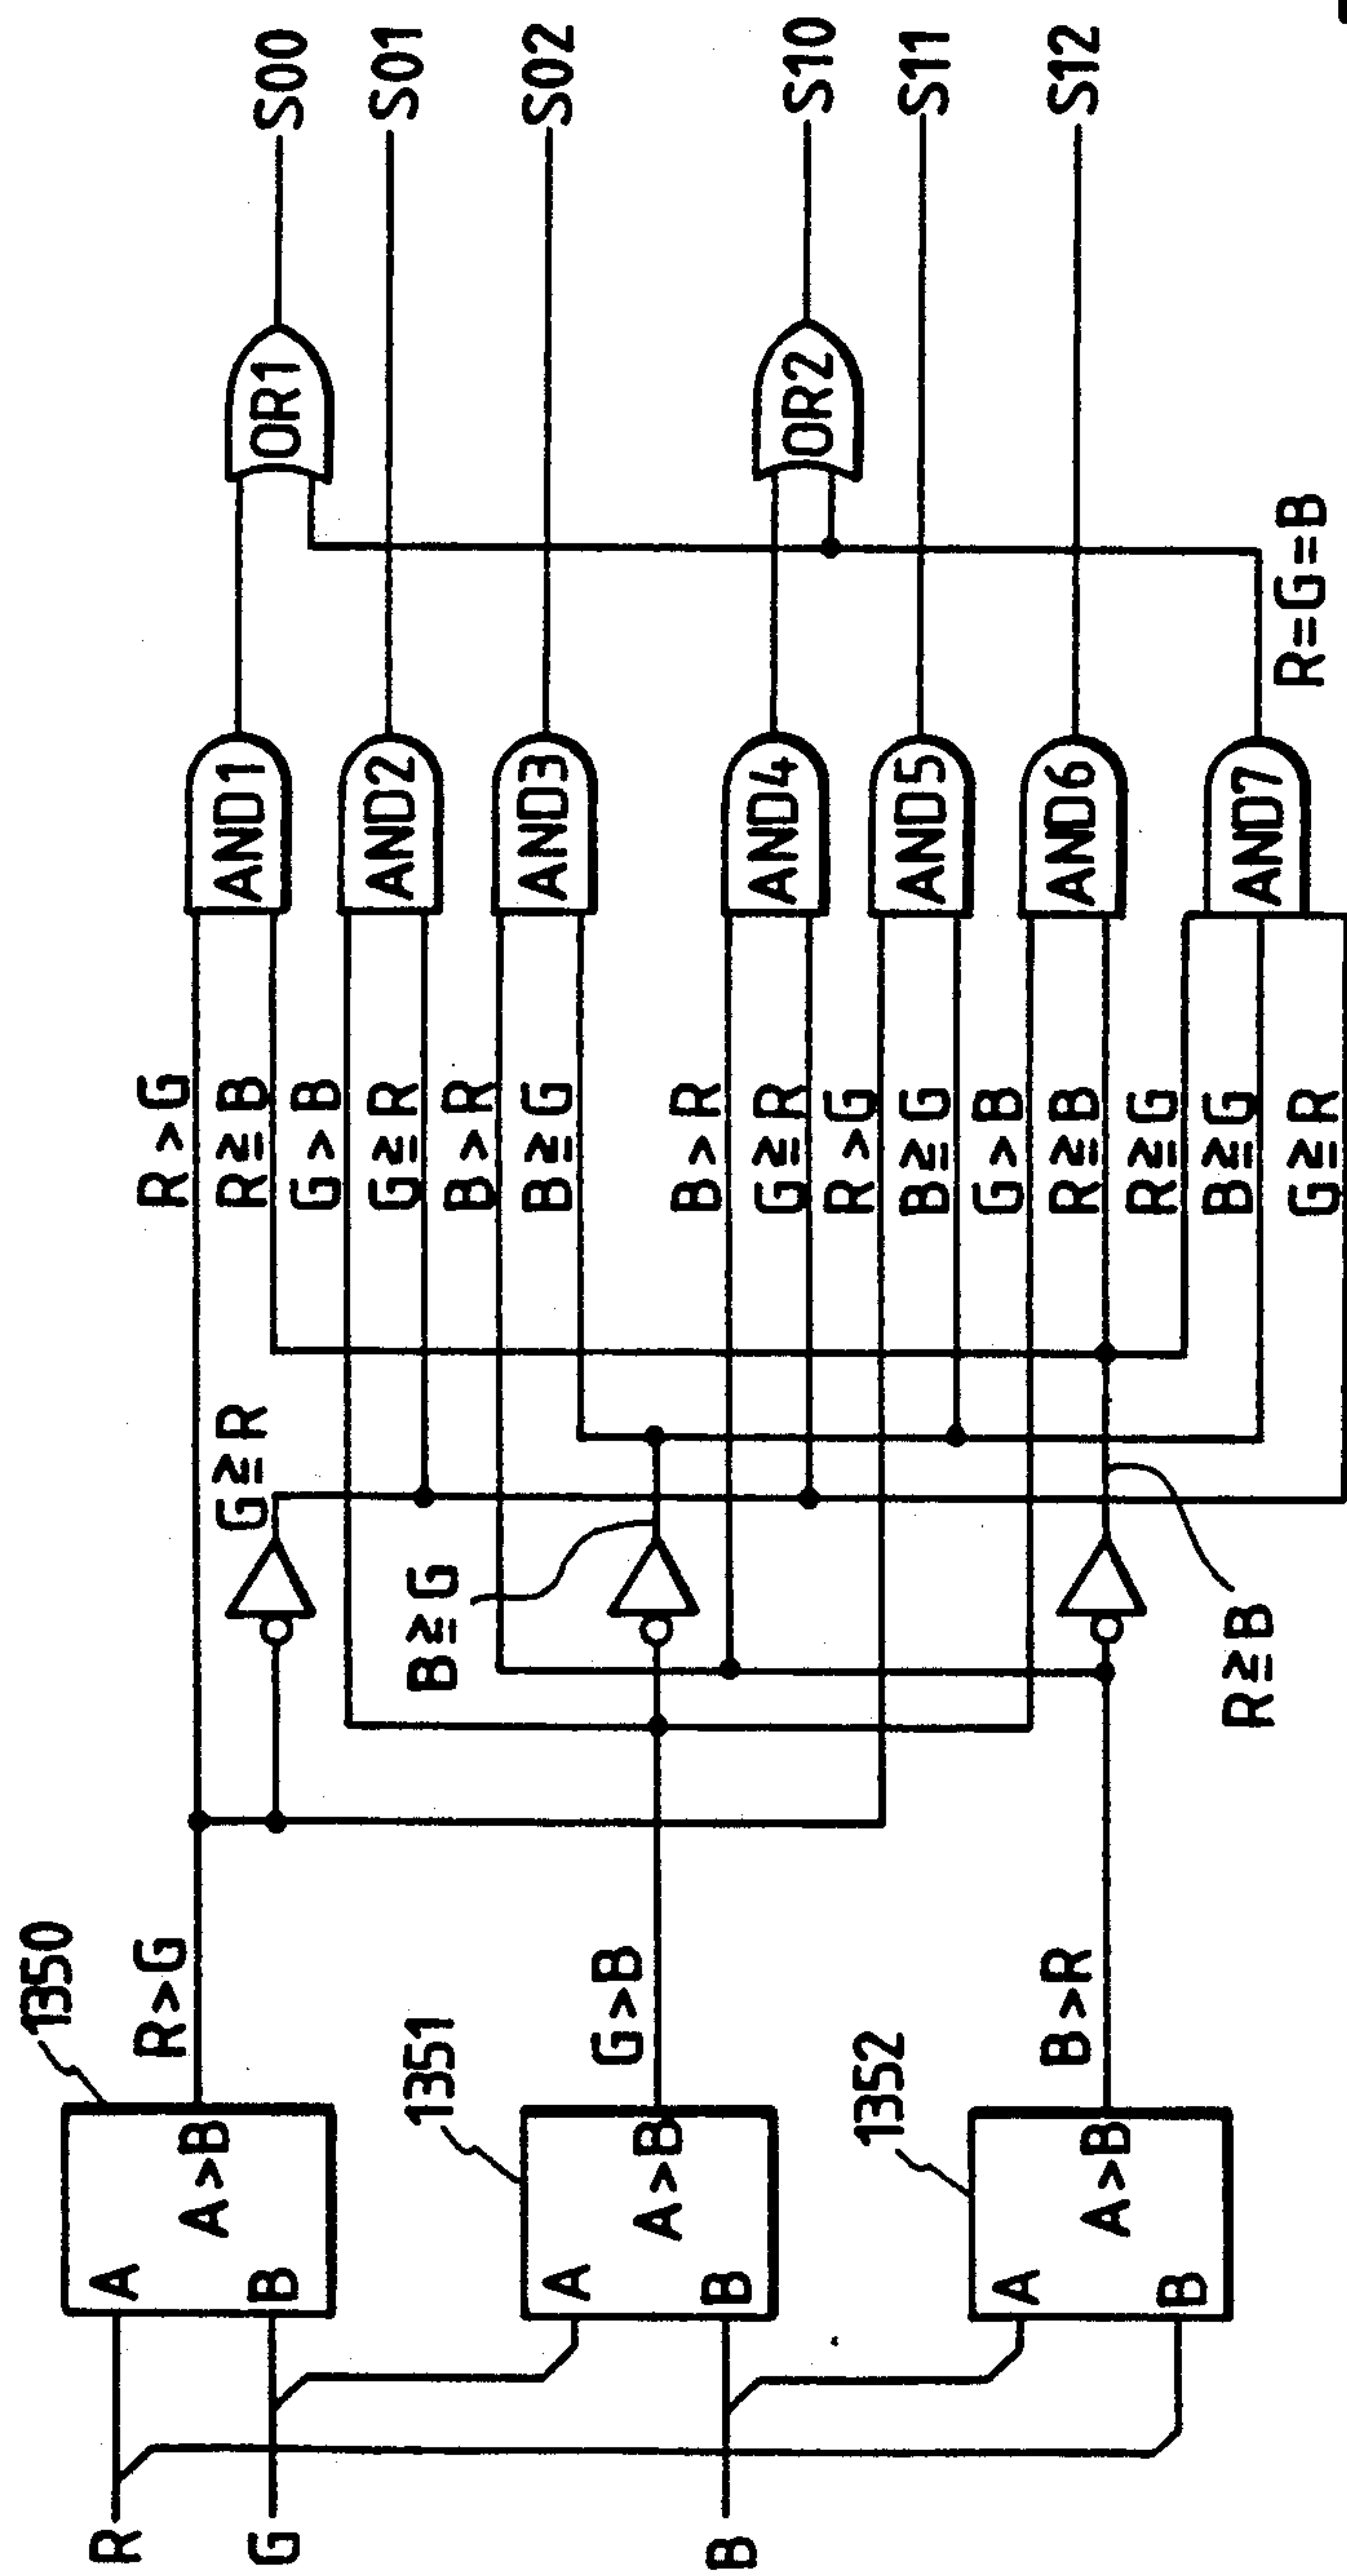 R
G
B
A
B
A>B
1350
A
B
A>B
1351
A
B
A>B
1352
R>G
G>B
B>R
G≧R
B≧G
R≧B
R>G
R≧B
G>B
G≧R
B>R
B≧G
B>R
G≧R
R>G
B≧G
G>B
R≧B
R≧G
B≧G
G≧R
AND1
AND2
AND3
AND4
AND5
AND6
AND7
R=G=B
OR1
OR2
S00
S01
S02
S10
S11
S12